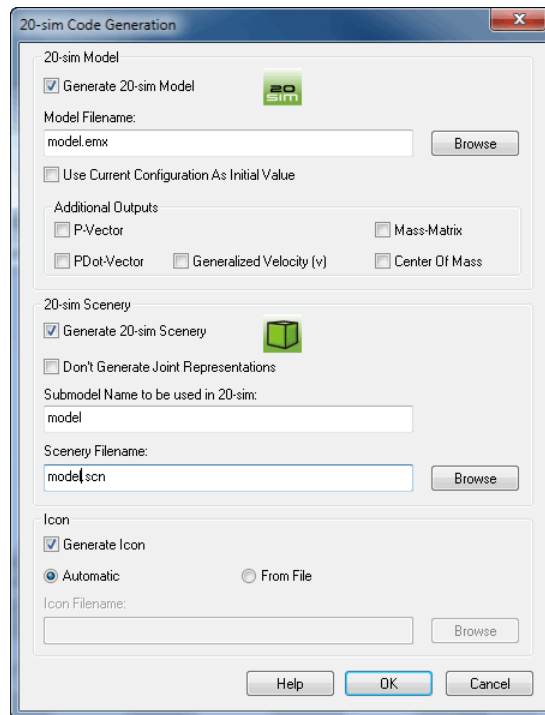 20-sim Code Generation
20-sim Model
Generate 20-sim Model
20
sim
Model Filename:
model.emx
Browse
Use Current Configuration As Initial Value
Additional Outputs
P-Vector
Mass-Matrix
PDot-Vector
Generalized Velocity (v)
Center Of Mass
20-sim Scenery
Generate 20-sim Scenery
Don't Generate Joint Representations
Submodel Name to be used in 20-sim:
model
Scenery Filename:
model.scn
Browse
Icon
Generate Icon
Automatic
From File
Icon Filename:
Browse
Help
OK
Cancel